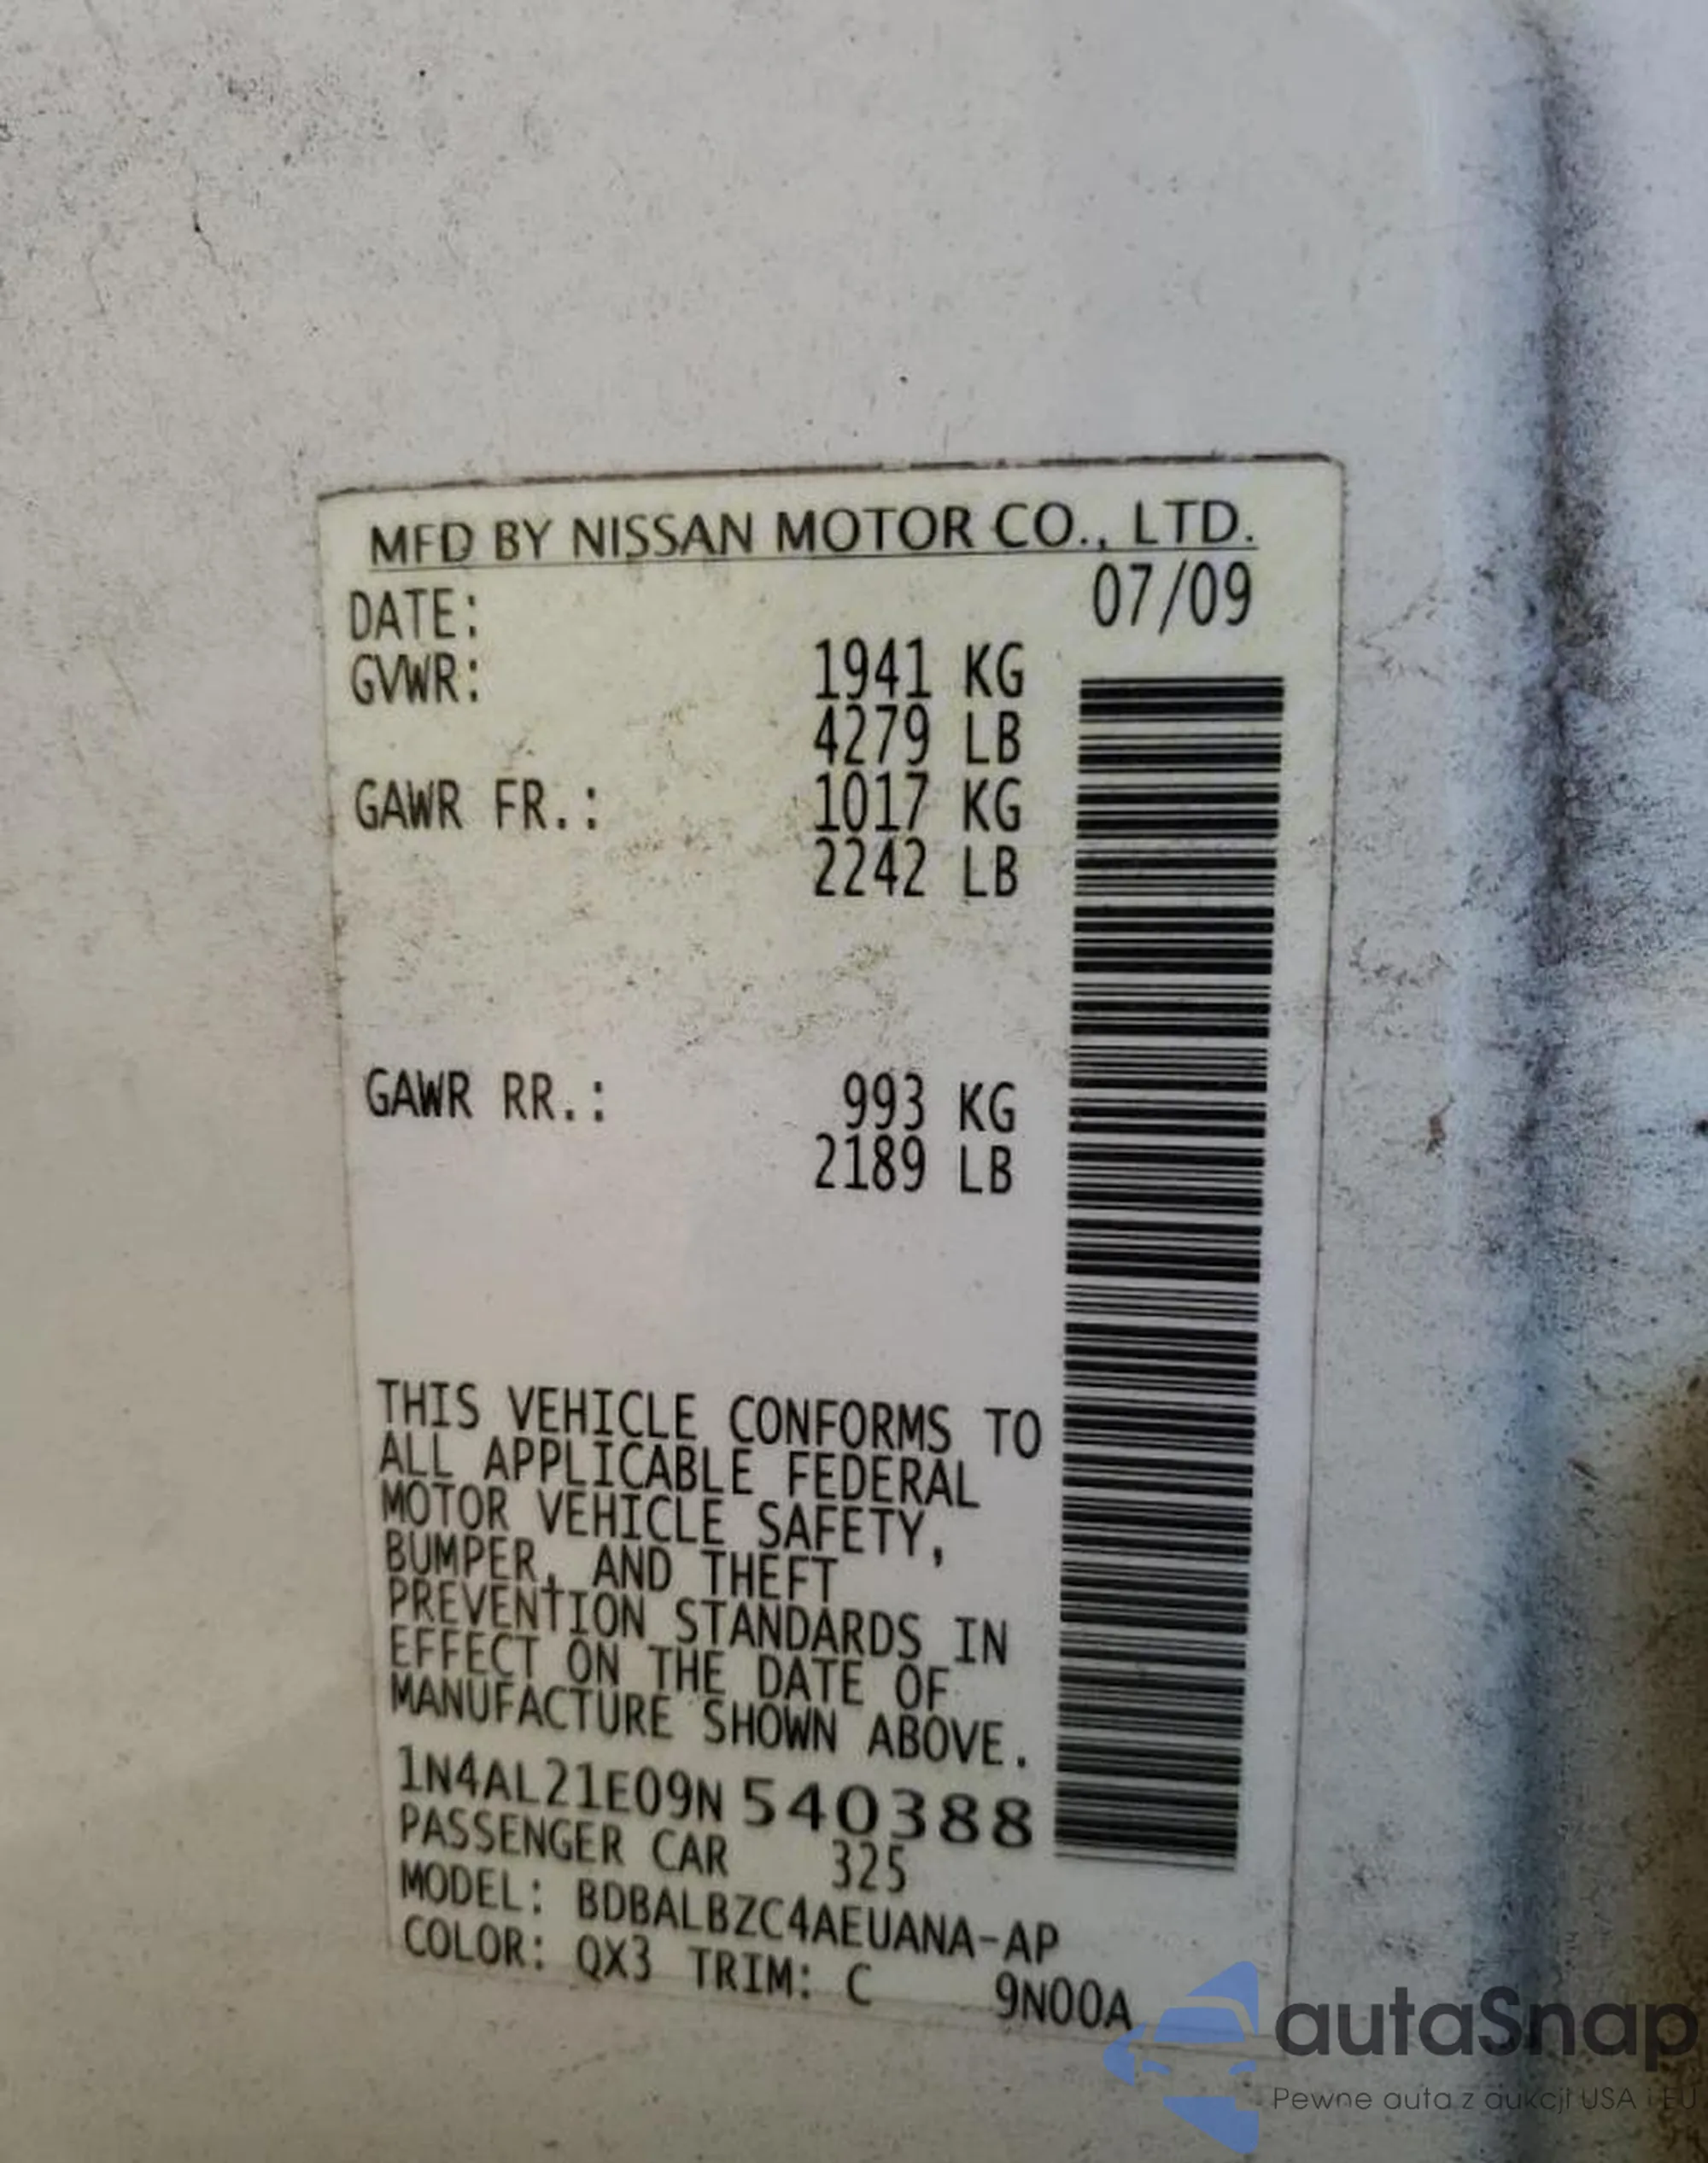 MFD BY NISSAN MOTOR CO., LTD.
DATE: 07/09
GVWR: 1941 KG
4279 LB
GAWR FR.: 1017 KG
2242 LB
GAWR RR.: 993 KG
2189 LB
THIS VEHICLE CONFORMS TO
ALL APPLICABLE FEDERAL
MOTOR VEHICLE SAFETY,
BUMPER, AND THEFT
PREVENTION STANDARDS IN
EFFECT ON THE DATE OF
MANUFACTURE SHOWN ABOVE.
1N4AL21E09N540388
PASSENGER CAR 325
MODEL: BDBALBZC4AEUANA-AP
COLOR: QX3 TRIM: C 9N00A
autaSnap
Pewne auta z aukcji USA i EU